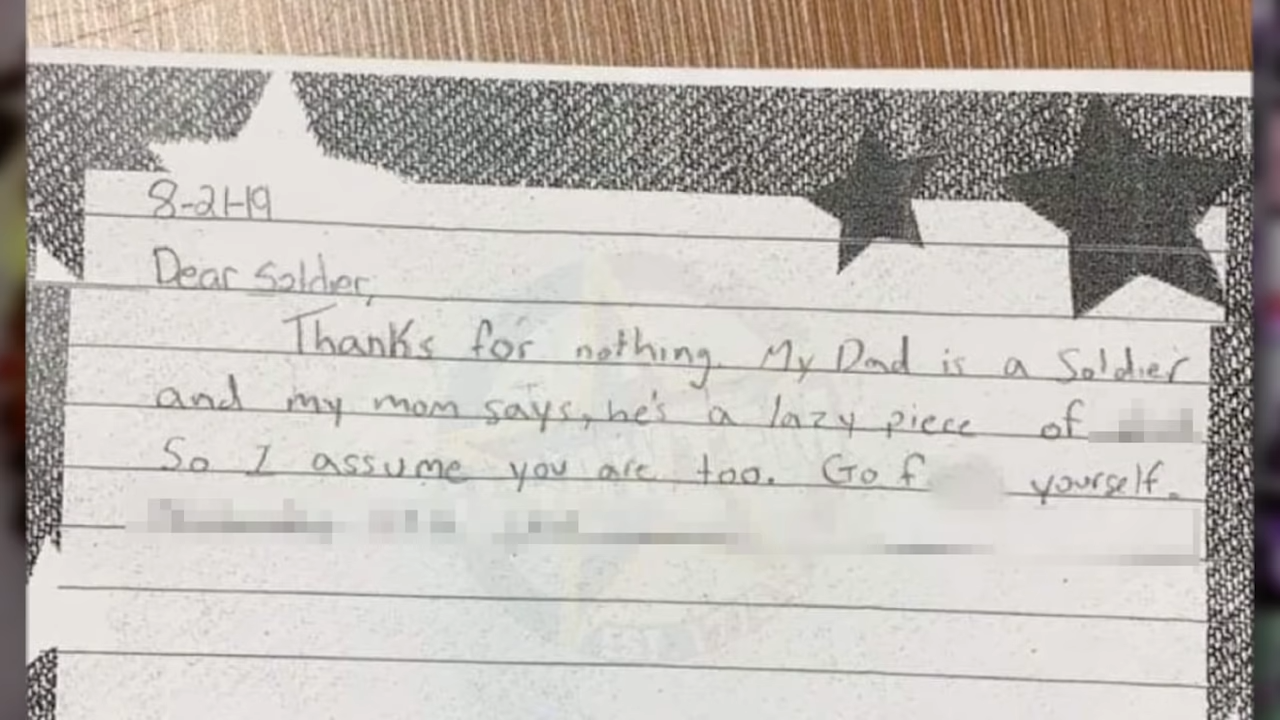 8-21-19
Dear Soldier,
Thanks for nothing. My Dad is a Soldier
and my mom says, he's a lazy piece of
So I assume you are too. Go f yourself.